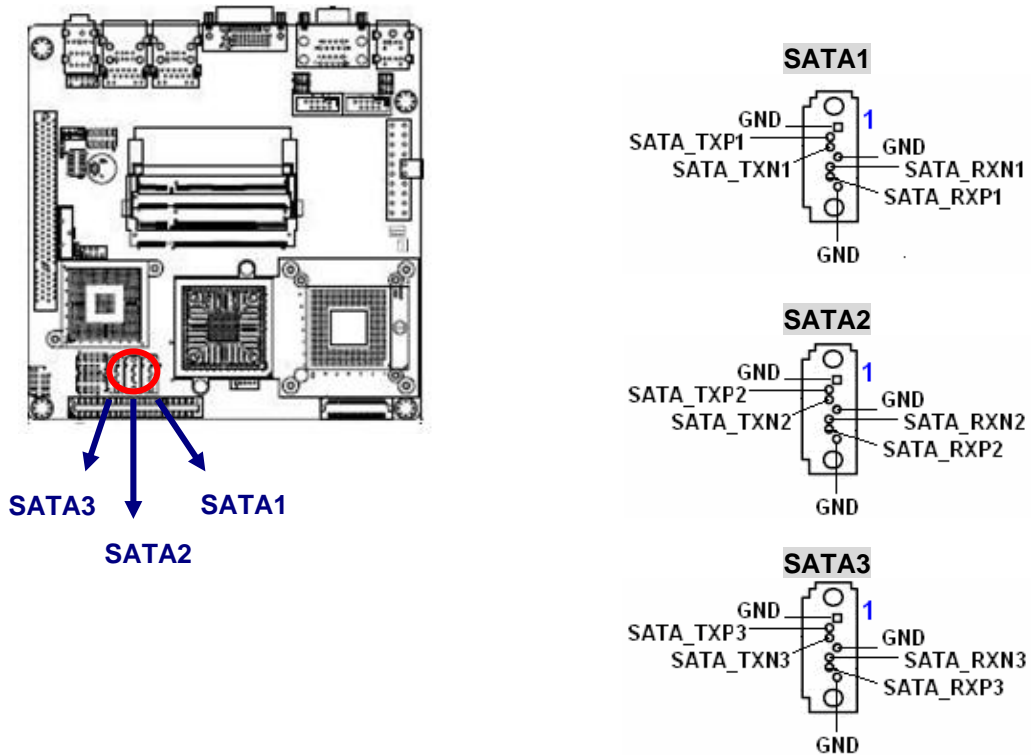 SATA3
SATA2
SATA1
SATA1
GND
1
SATA_TXP1
GND
SATA_TXN1
SATA_RXN1
SATA_RXP1
GND
SATA2
GND
1
SATA_TXP2
GND
SATA_TXN2
SATA_RXN2
SATA_RXP2
GND
SATA3
GND
1
SATA_TXP3
GND
SATA_TXN3
SATA_RXN3
SATA_RXP3
GND